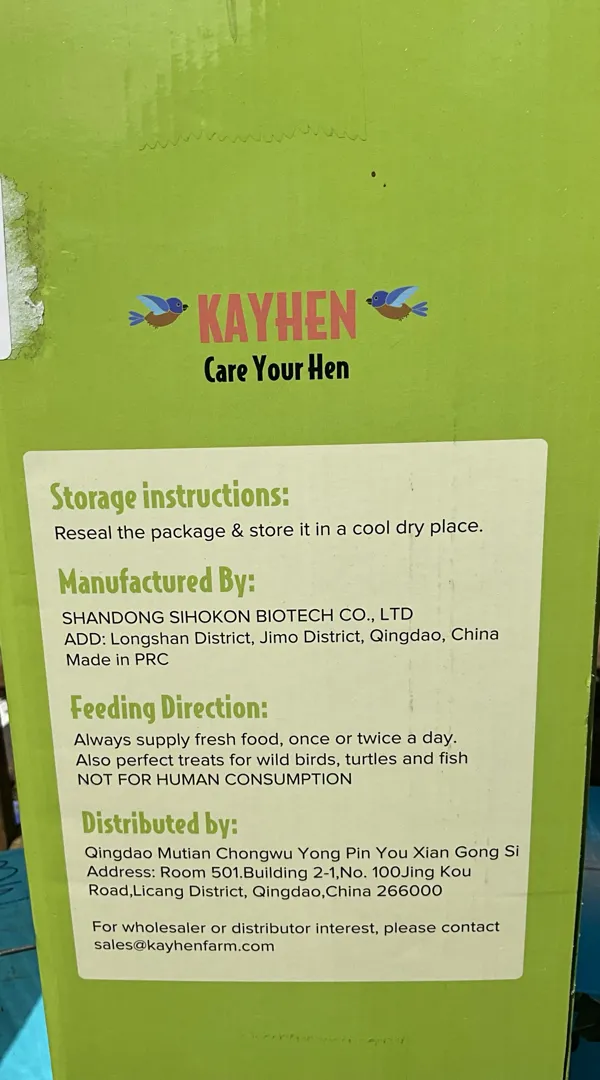 KAYHEN
Care Your Hen
Storage instructions:
Reseal the package & store it in a cool dry place.
Manufactured By:
SHANDONG SIHOKON BIOTECH CO., LTD
ADD: Longshan District, Jimo District, Qingdao, China
Made in PRC
Feeding Direction:
Always supply fresh food, once or twice a day.
Also perfect treats for wild birds, turtles and fish
NOT FOR HUMAN CONSUMPTION
Distributed by:
Qingdao Mutian Chongwu Yong Pin You Xian Gong Si
Address: Room 501.Building 2-1,No. 100Jing Kou
Road,Licang District, Qingdao,China 266000
For wholesaler or distributor interest, please contact
sales@kayhenfarm.com